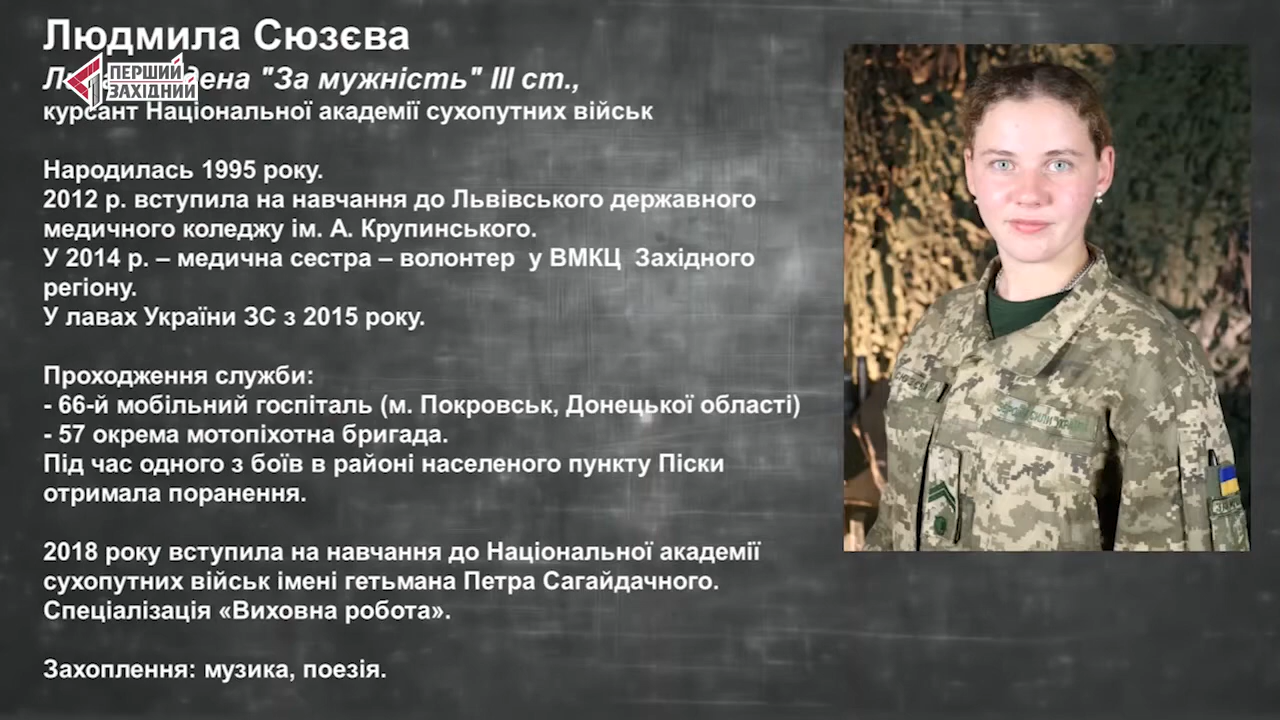 Людмила Сюзєва
"За мужність" ІІІ ст.,
ПЕРШИЙ
ЗАХІДНИЙ
курсант Національної академії сухопутних військ
Народилась 1995 року.
2012 р. вступила на навчання до Львівського державного
медичного коледжу ім. А. Крупинського.
У 2014 р. – медична сестра – волонтер у ВМКЦ Західного
регіону.
У лавах України ЗС з 2015 року.
Проходження служби:
- 66-й мобільний госпіталь (м. Покровськ, Донецької області)
- 57 окрема мотопіхотна бригада.
Під час одного з боїв в районі населеного пункту Піски
отримала поранення.
2018 року вступила на навчання до Національної академії
сухопутних військ імені гетьмана Петра Сагайдачного.
Спеціалізація «Виховна робота».
Захоплення: музика, поезія.